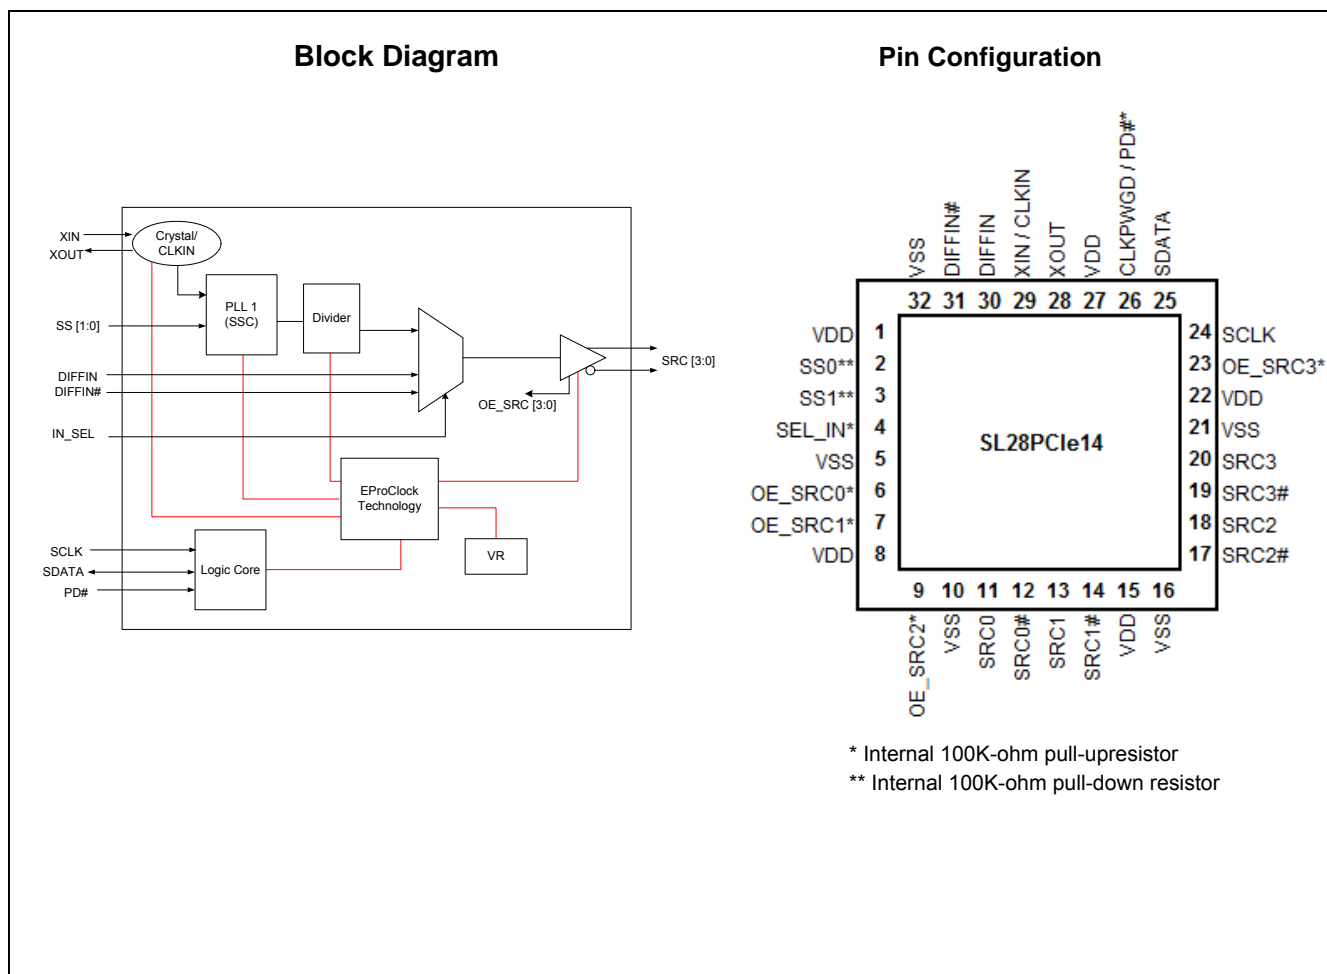 Block Diagram
Pin Configuration
XIN
XOUT
Crystal/
CLKIN
SS [1:0]
PLL 1
(SSC)
Divider
DIFFIN
DIFFIN#
IN_SEL
OE_SRC [3:0]
SRC [3:0]
EProClock
Technology
VR
SCLK
SDATA
PD#
Logic Core
VSS
DIFFIN#
DIFFIN
XIN / CLKIN
XOUT
VDD
CLKPWGD / PD#*
SDATA
32 31 30 29 28 27 26 25
VDD 1
SS0** 2
SS1** 3
SEL_IN* 4
VSS 5
OE_SRC0* 6
OE_SRC1* 7
VDD 8
SL28PCIe14
24 SCLK
23 OE_SRC3*
22 VDD
21 VSS
20 SRC3
19 SRC3#
18 SRC2
17 SRC2#
9 10 11 12 13 14 15 16
OE_SRC2*
VSS
SRC0
SRC0#
SRC1
SRC1#
VDD
VSS
* Internal 100K-ohm pull-upresistor
** Internal 100K-ohm pull-down resistor